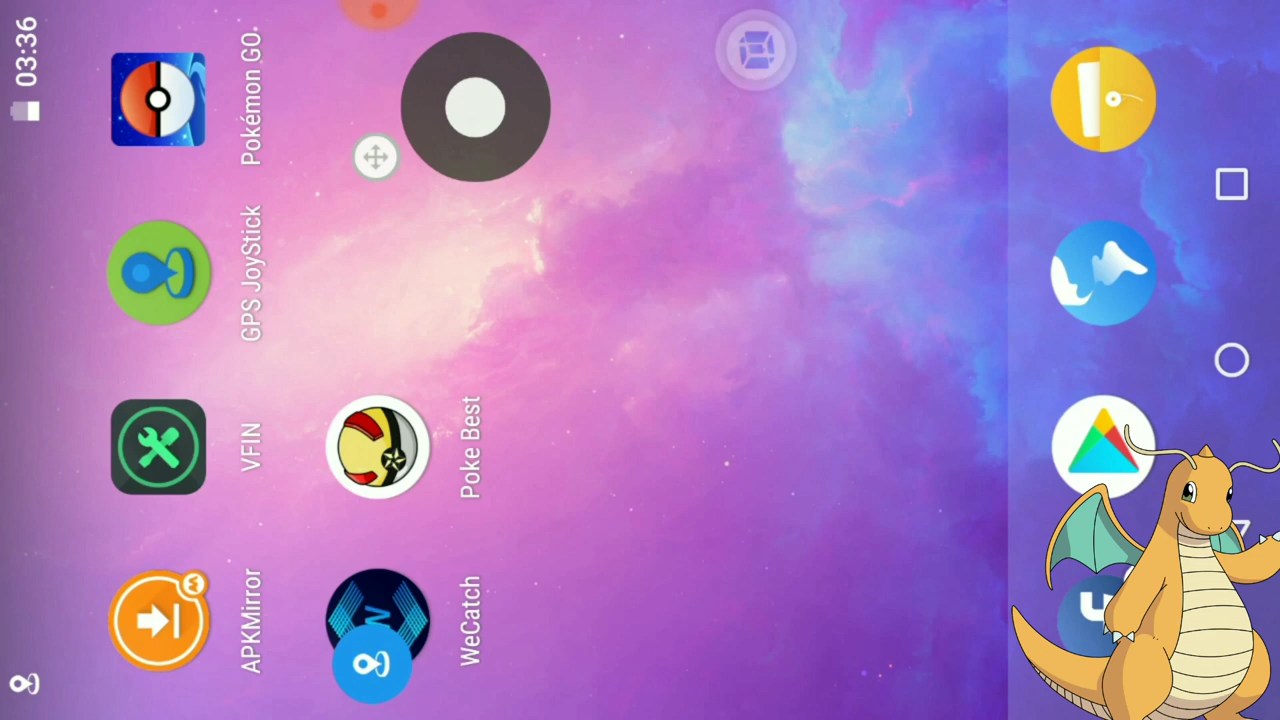 03:36
APKMirror
VFIN
GPS JoyStick
Pokémon GO
WeCatch
Poke Best